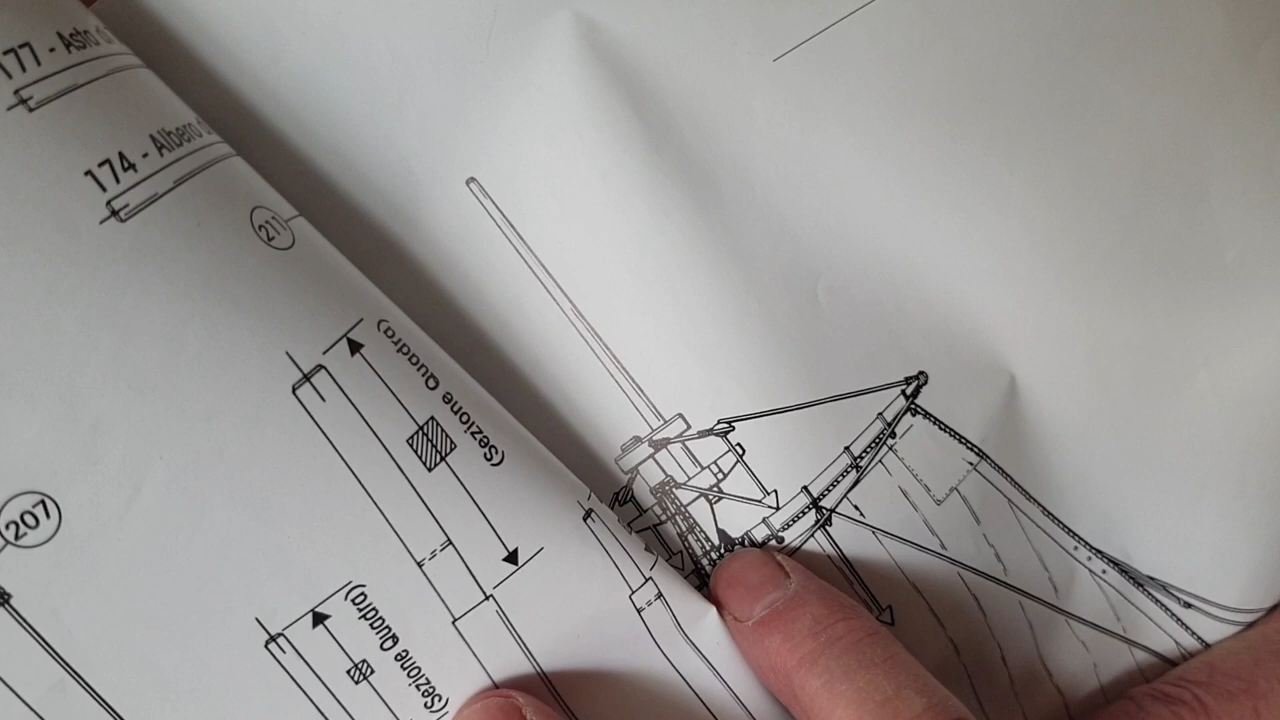 177 - Asta d
174 - Albero d
211
(Sezione Quadra)
207
(Sezione Quadra)